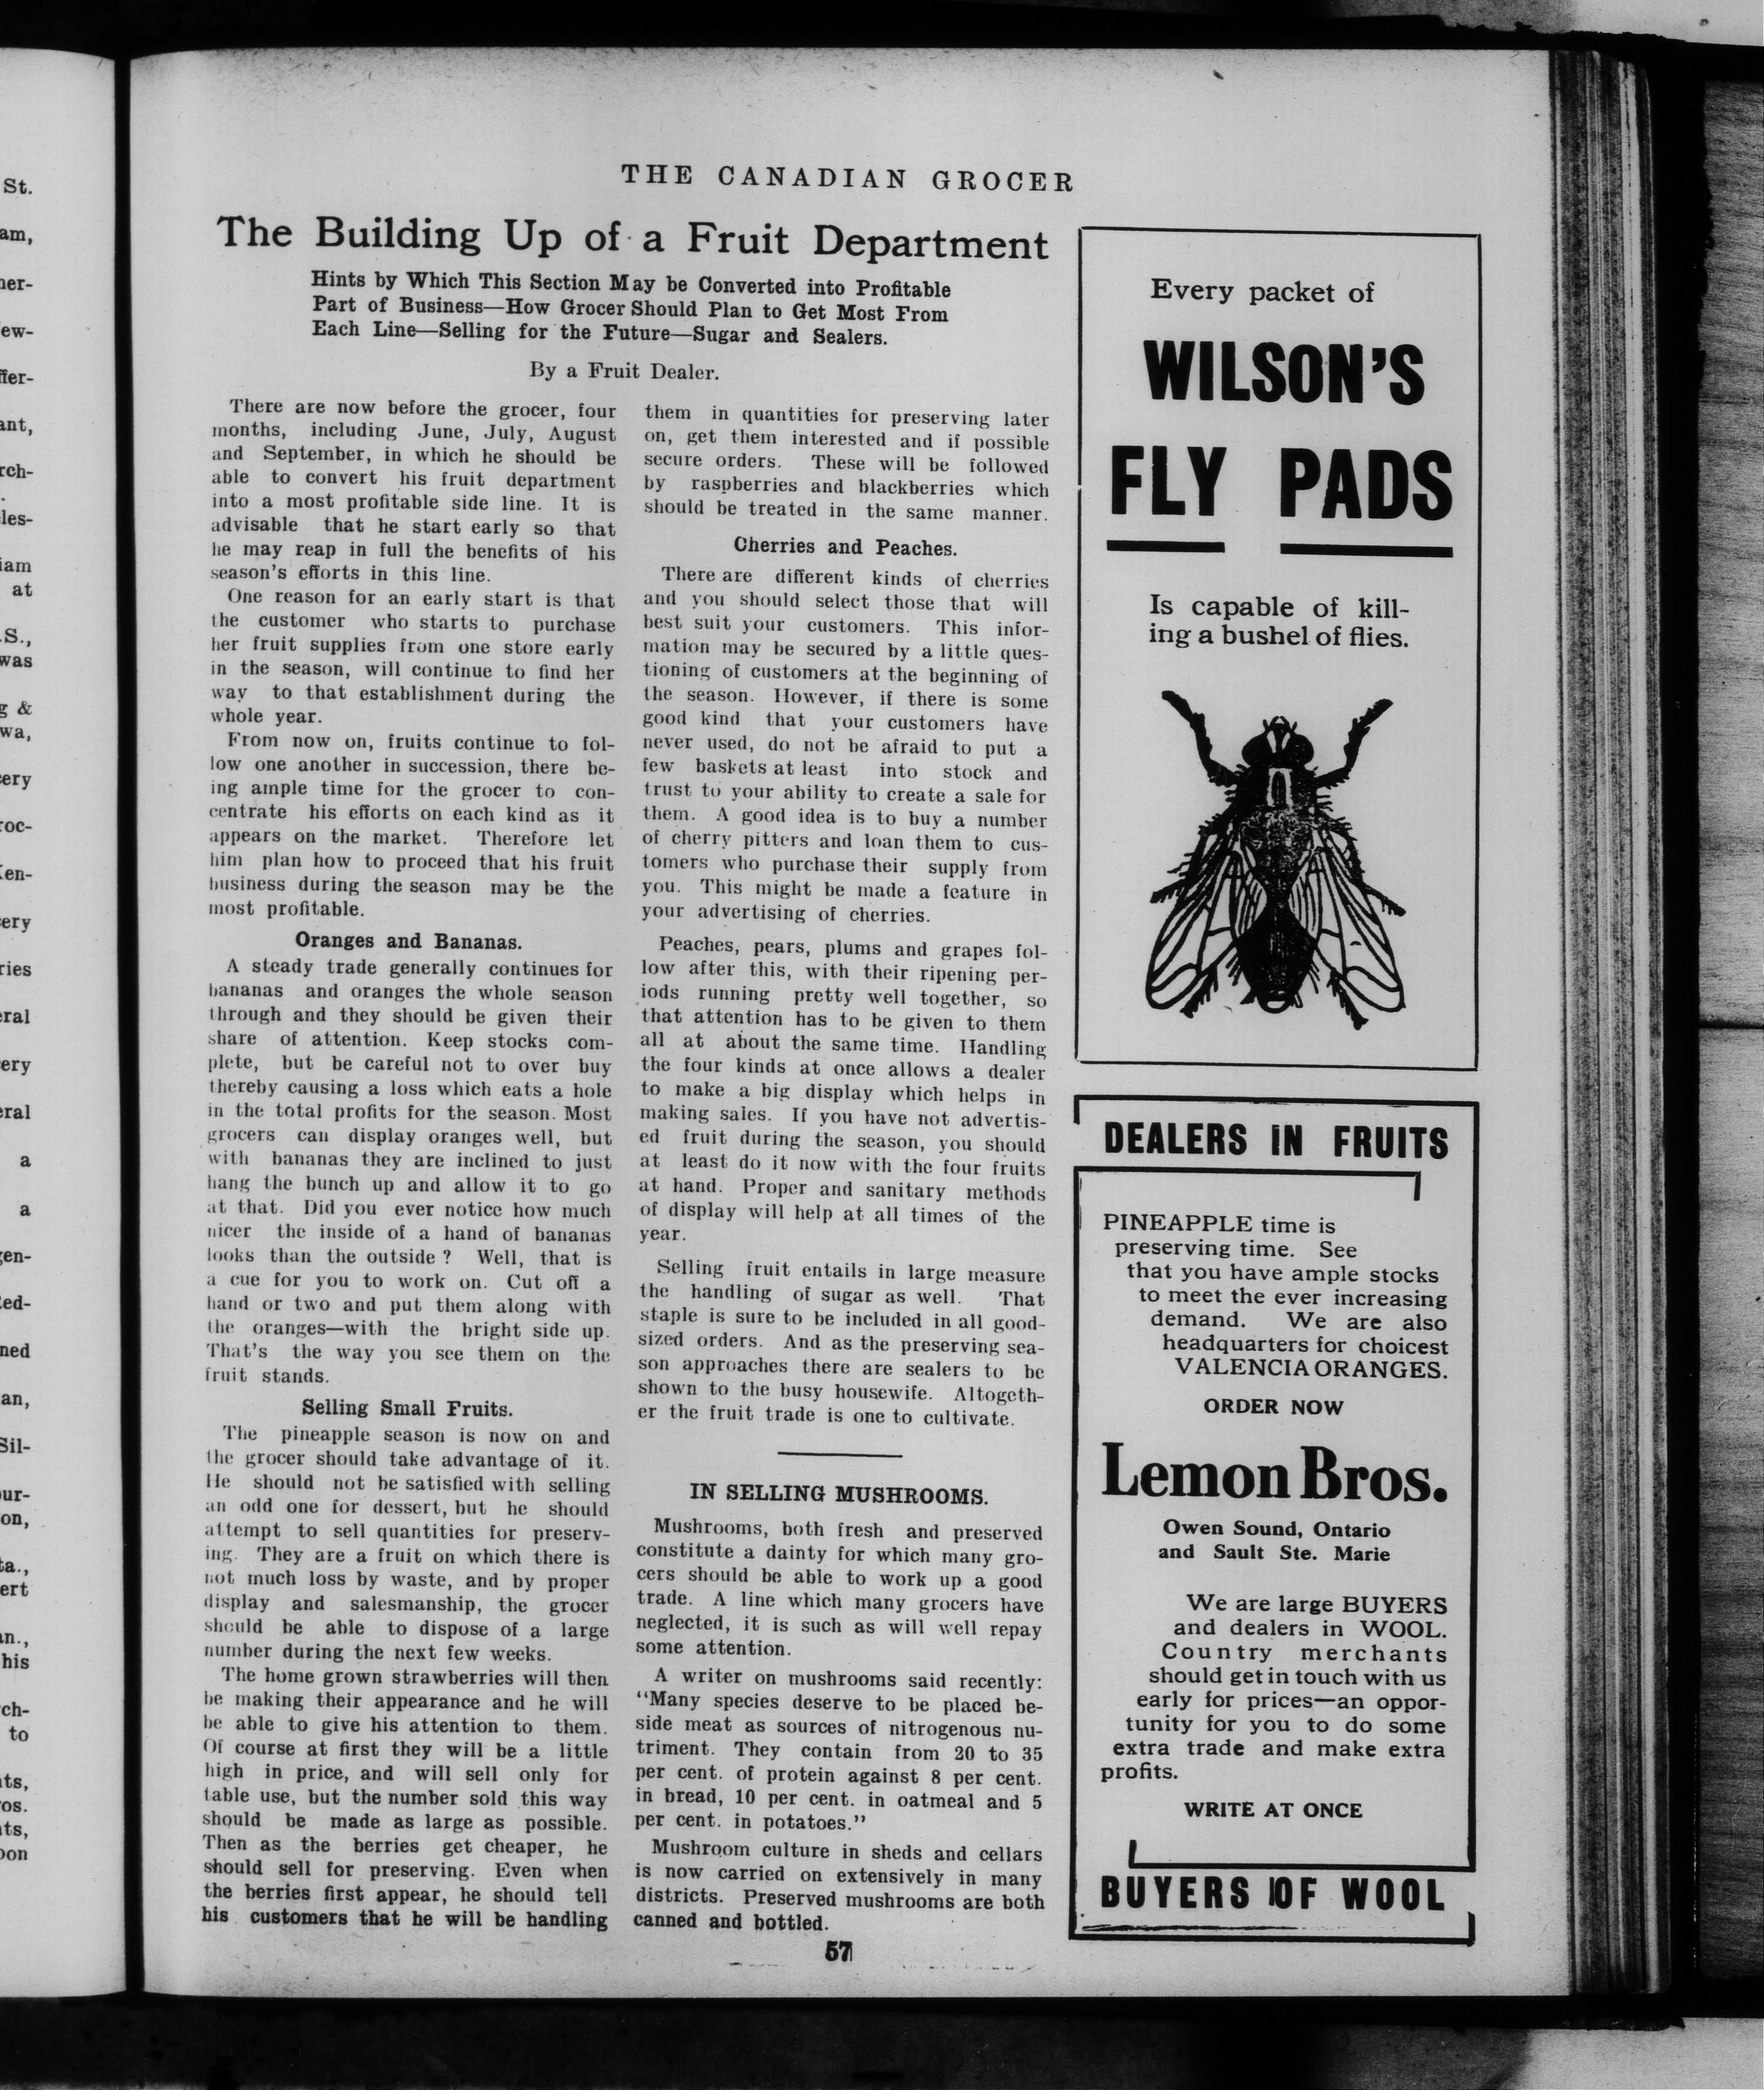 THE CANADIAN GROCER
The Building Up of a Fruit Department
Hints by Which This Section May be Converted into Profitable
Part of Business—How Grocer Should Plan to Get Most From
Each Line—Selling for the Future—Sugar and Sealers.
By a Fruit Dealer.
There are now before the grocer, four
months, including June, July, August
and September, in which he should be
able to convert his fruit department
into a most profitable side line. It is
advisable that he start early so that
he may reap in full the benefits of his
season's efforts in this line.
One reason for an early start is that
the customer who starts to purchase
her fruit supplies from one store early
in the season, will continue to find her
way to that establishment during the
whole year.
From now on, fruits continue to fol-
low one another in succession, there be-
ing ample time for the grocer to con-
centrate his efforts on each kind as it
appears on the market. Therefore let
him plan how to proceed that his fruit
business during the season may be the
most profitable.
Oranges and Bananas.
A steady trade generally continues for
bananas and oranges the whole season
through and they should be given their
share of attention. Keep stocks com-
plete, but be careful not to over buy
thereby causing a loss which eats a hole
in the total profits for the season. Most
grocers can display oranges well, but
with bananas they are inclined to just
hang the bunch up and allow it to go
at that. Did you ever notice how much
nicer the inside of a hand of bananas
looks than the outside? Well, that is
a cue for you to work on. Cut off a
hand or two and put them along with
the oranges—with the bright side up.
That's the way you see them on the
fruit stands.
Selling Small Fruits.
The pineapple season is now on and
the grocer should take advantage of it.
He should not be satisfied with selling
an odd one for dessert, but he should
attempt to sell quantities for preserv-
ing. They are a fruit on which there is
not much loss by waste, and by proper
display and salesmanship, the grocer
should be able to dispose of a large
number during the next few weeks.
The home grown strawberries will then
be making their appearance and he will
be able to give his attention to them.
Of course at first they will be a little
high in price, and will sell only for
table use, but the number sold this way
should be made as large as possible.
Then as the berries get cheaper, he
should sell for preserving. Even when
the berries first appear, he should tell
his customers that he will be handling
them in quantities for preserving later
on, get them interested and if possible
secure orders. These will be followed
by raspberries and blackberries which
should be treated in the same manner.
Cherries and Peaches.
There are different kinds of cherries
and you should select those that will
best suit your customers. This infor-
mation may be secured by a little ques-
tioning of customers at the beginning of
the season. However, if there is some
good kind that your customers have
never used, do not be afraid to put a
few baskets at least into stock and
trust to your ability to create a sale for
them. A good idea is to buy a number
of cherry pitters and loan them to cus-
tomers who purchase their supply from
you. This might be made a feature in
your advertising of cherries.
Peaches, pears, plums and grapes fol-
low after this, with their ripening per-
iods running pretty well together, so
that attention has to be given to them
all at about the same time. Handling
the four kinds at once allows a dealer
to make a big display which helps in
making sales. If you have not advertis-
ed fruit during the season, you should
at least do it now with the four fruits
at hand. Proper and sanitary methods
of display will help at all times of the
year.
Selling fruit entails in large measure
the handling of sugar as well. That
staple is sure to be included in all good-
sized orders. And as the preserving sea-
son approaches there are sealers to be
shown to the busy housewife. Altogeth-
er the fruit trade is one to cultivate.
IN SELLING MUSHROOMS.
Mushrooms, both fresh and preserved
constitute a dainty for which many gro-
cers should be able to work up a good
trade. A line which many grocers have
neglected, it is such as will well repay
some attention.
A writer on mushrooms said recently:
"Many species deserve to be placed be-
side meat as sources of nitrogenous nu-
triment. They contain from 20 to 35
per cent. of protein against 8 per cent.
in bread, 10 per cent. in oatmeal and 5
per cent. in potatoes."
Mushroom culture in sheds and cellars
is now carried on extensively in many
districts. Preserved mushrooms are both
canned and bottled.
57
Every packet of
WILSON'S
FLY PADS
Is capable of kill-
ing a bushel of flies.
DEALERS IN FRUITS
PINEAPPLE time is
preserving time. See
that you have ample stocks
to meet the ever increasing
demand. We are also
headquarters for choicest
VALENCIA ORANGES.
ORDER NOW
Lemon Bros.
Owen Sound, Ontario
and Sault Ste. Marie
We are large BUYERS
and dealers in WOOL.
Country merchants
should get in touch with us
early for prices—an oppor-
tunity for you to do some
extra trade and make extra
profits.
WRITE AT ONCE
BUYERS OF WOOL